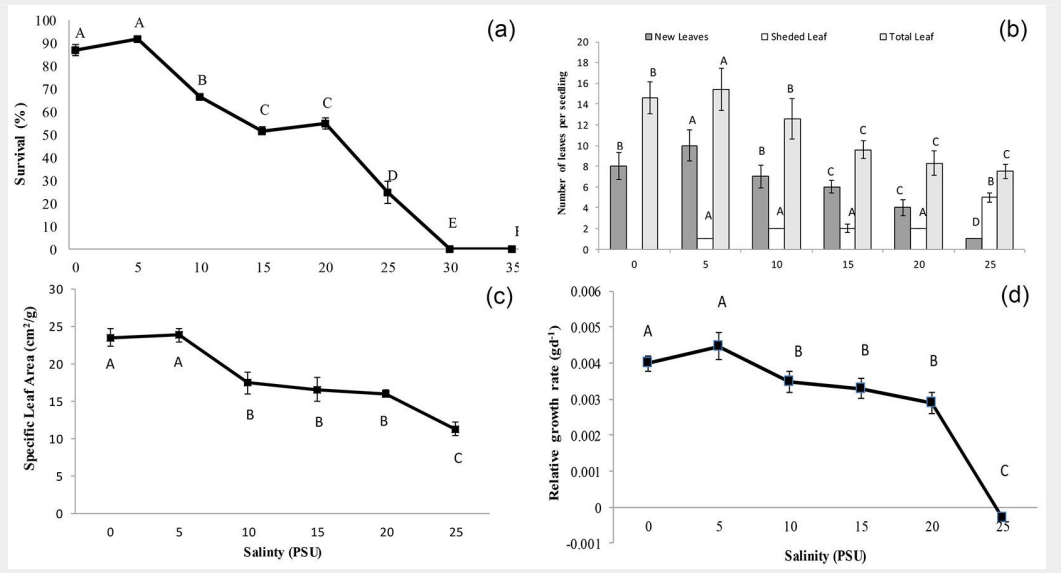 (a)
Survival (%)
100
90
80
70
60
50
40
30
20
10
0
A
A
B
C
C
D
E
0 5 10 15 20 25 30 35
(b)
New Leaves Sheded Leaf Total Leaf
Number of leaves per seedling
20
18
16
14
12
10
8
6
4
2
0
B B
A A A
B A B
C A C
C A C
D B C
0 5 10 15 20 25
(c)
Specific Leaf Area (cm²/g)
30
25
20
15
10
5
0
A
A
B
B
B
C
0 5 10 15 20 25
Salinty (PSU)
(d)
Relative growth rate (gd⁻¹)
0.006
0.005
0.004
0.003
0.002
0.001
0
-0.001
A
A
B
B
B
C
0 5 10 15 20 25
Salinity (PSU)